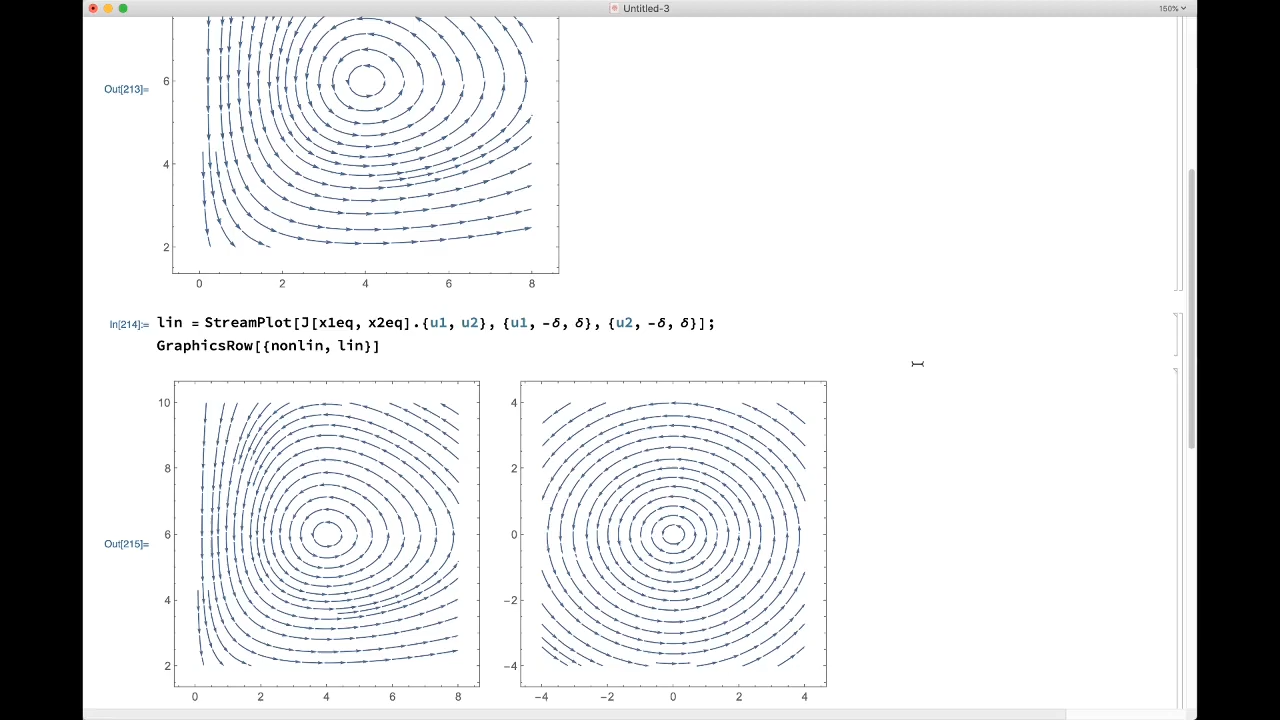 Untitled-3
150%
Out[213]=
6
4
2
0 2 4 6 8
In[214]:= lin = StreamPlot[J[x1eq, x2eq].{u1, u2}, {u1, -δ, δ}, {u2, -δ, δ}];
GraphicsRow[{nonlin, lin}]
Out[215]=
10
8
6
4
2
0 2 4 6 8
4
2
0
-2
-4
-4 -2 0 2 4